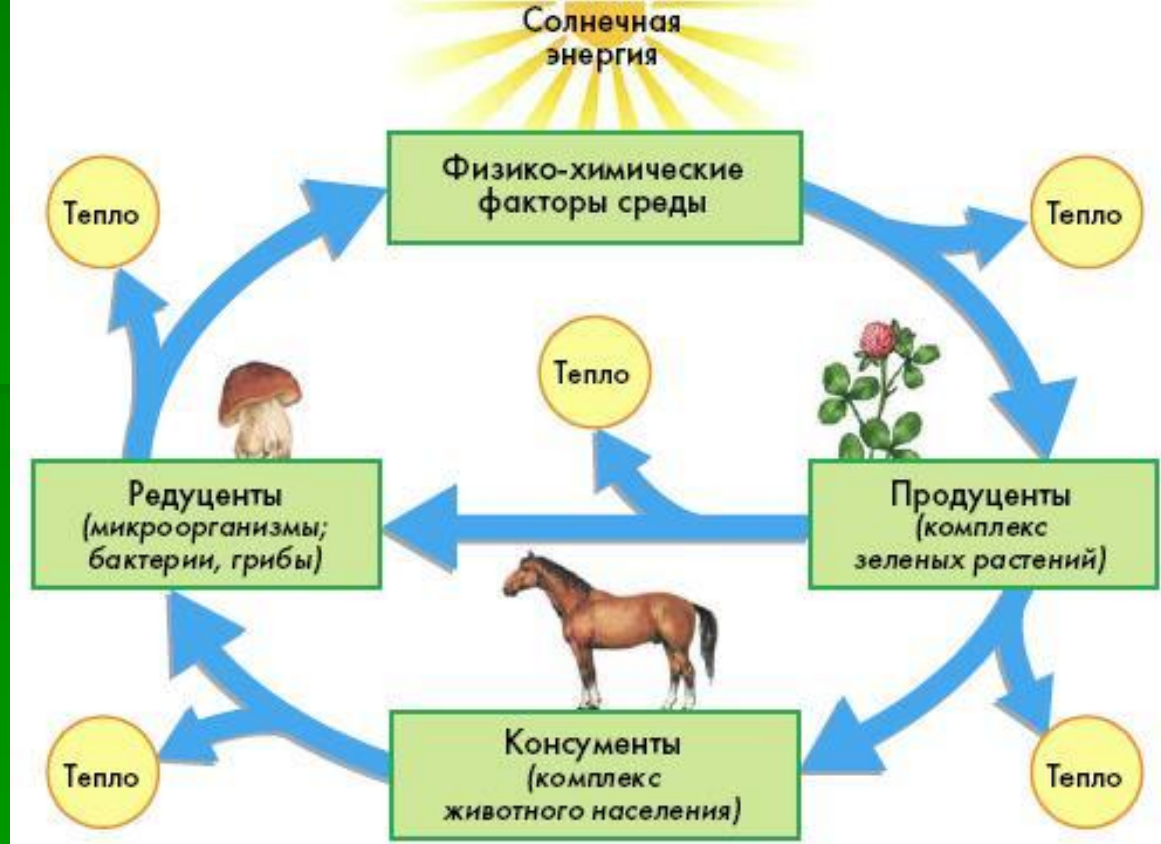 Солнечная
энергия
Физико-химические
факторы среды
Тепло
Тепло
Тепло
Редуценты
(микроорганизмы;
бактерии, грибы)
Продуценты
(комплекс
зеленых растений)
Консументы
(комплекс
животного населения)
Тепло
Тепло